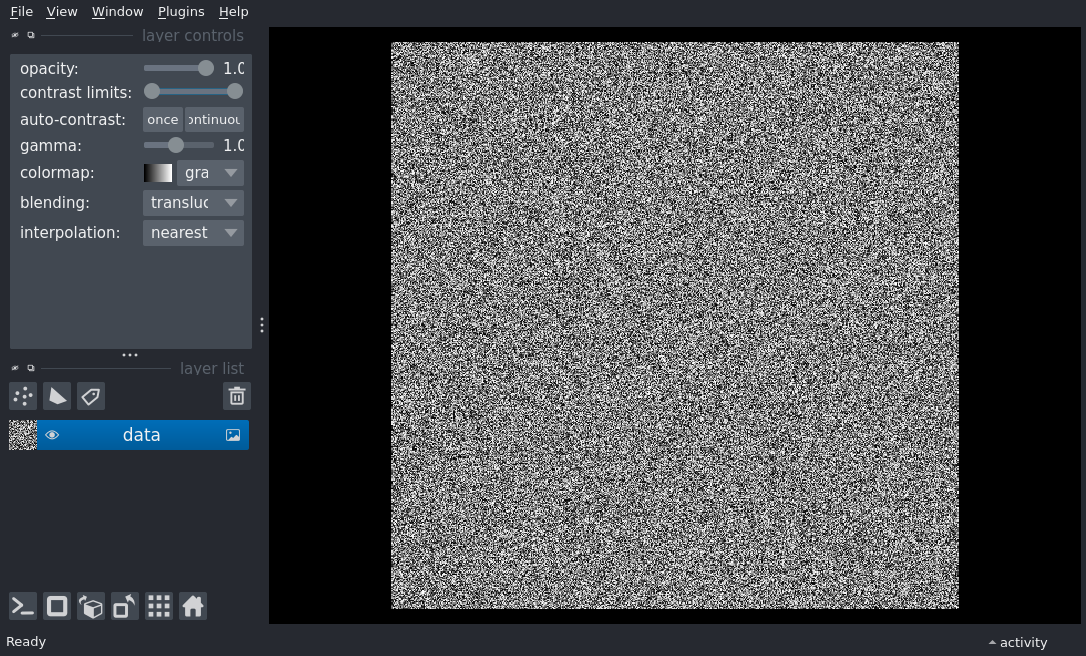 File View Window Plugins Help
layer controls
opacity: 1.0
contrast limits:
auto-contrast: once ontinuou
gamma: 1.0
colormap: gra
blending: transluc
interpolation: nearest
layer list
data
Ready
activity